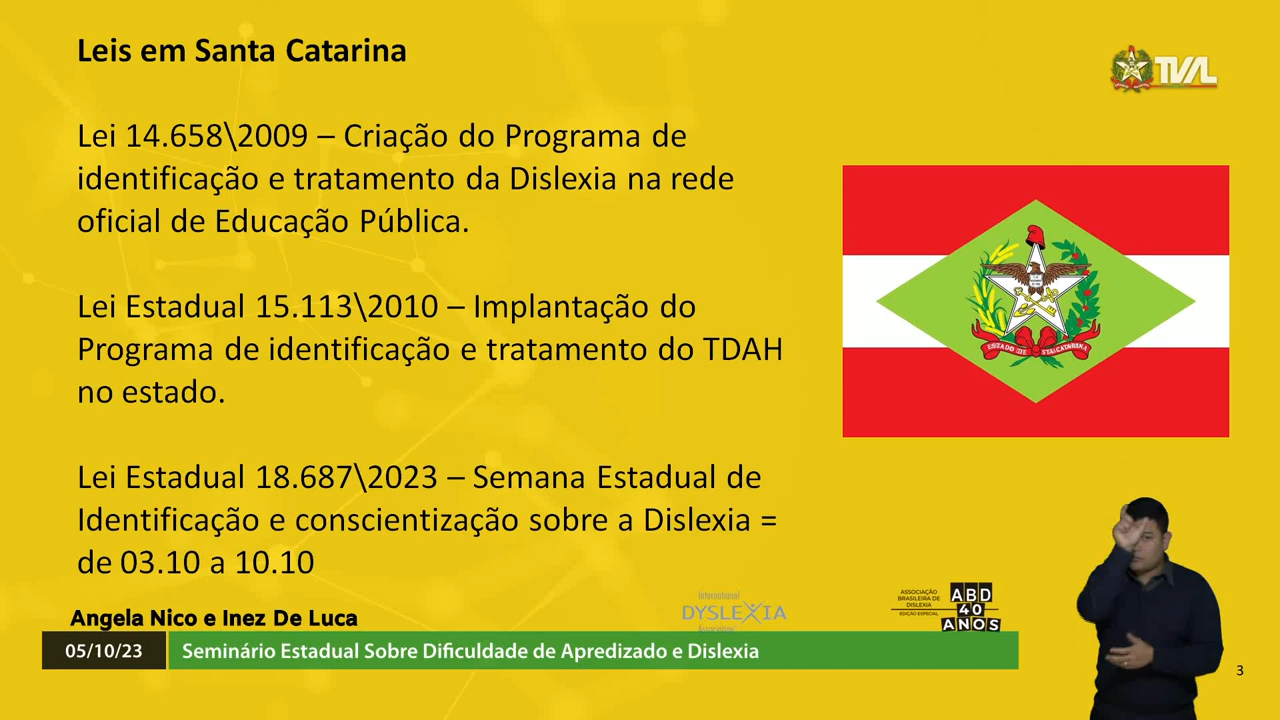 Leis em Santa Catarina
TVAL
Lei 14.658\2009 – Criação do Programa de
identificação e tratamento da Dislexia na rede
oficial de Educação Pública.
Lei Estadual 15.113\2010 – Implantação do
Programa de identificação e tratamento do TDAH
no estado.
ESTADO DE STA CATARINA
Lei Estadual 18.687\2023 – Semana Estadual de
Identificação e conscientização sobre a Dislexia =
de 03.10 a 10.10
Angela Nico e Inez De Luca
International
DYSLEXIA
Association
ASSOCIAÇÃO
BRASILEIRA DE
DISLEXIA
EDIÇÃO ESPECIAL
ABD
40
ANOS
05/10/23
Seminário Estadual Sobre Dificuldade de Apredizado e Dislexia
3